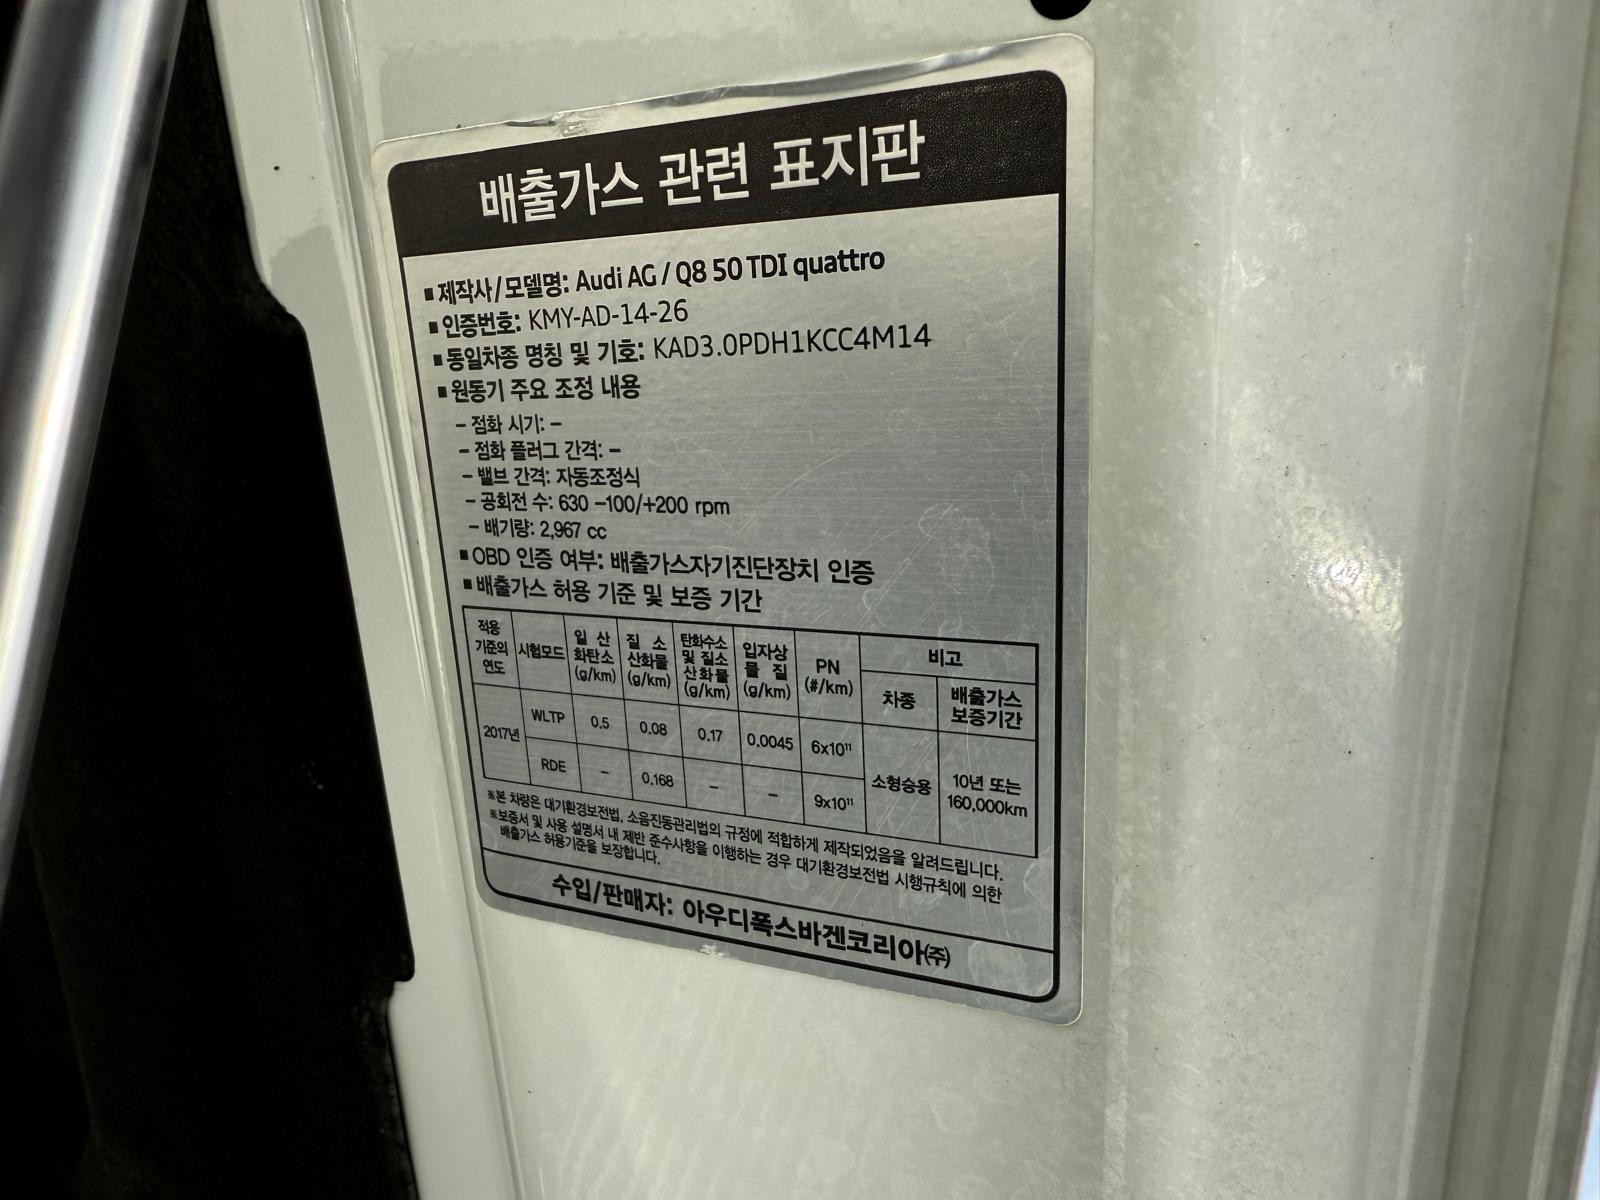 배출가스 관련 표지판
■ 제작사/모델명: Audi AG / Q8 50 TDI quattro
■ 인증번호: KMY-AD-14-26
■ 동일차종 명칭 및 기호: KAD3.0PDH1KCC4M14
■ 원동기 주요 조정 내용
– 점화 시기: –
– 점화 플러그 간격: –
– 밸브 간격: 자동조정식
– 공회전 수: 630 –100/+200 rpm
– 배기량: 2,967 cc
■ OBD 인증 여부: 배출가스자기진단장치 인증
■ 배출가스 허용 기준 및 보증 기간
적용 기준의 연도 시험모드 일 산 화탄소 (g/km) 질 소 산화물 (g/km) 탄화수소 및 질소 산화물 (g/km) 입자상 물 질 (g/km) PN (#/km) 비고
차종 배출가스 보증기간
2017년 WLTP 0.5 0.08 0.17 0.0045 6x10¹¹ 소형승용 10년 또는 160,000km
RDE – 0.168 – – 9x10¹¹
※본 차량은 대기환경보전법, 소음진동관리법의 규정에 적합하게 제작되었음을 알려드립니다.
※보증서 및 사용 설명서 내 제반 준수사항을 이행하는 경우 대기환경보전법 시행규칙에 의한
배출가스 허용기준을 보장합니다.
수입/판매자: 아우디폭스바겐코리아㈜